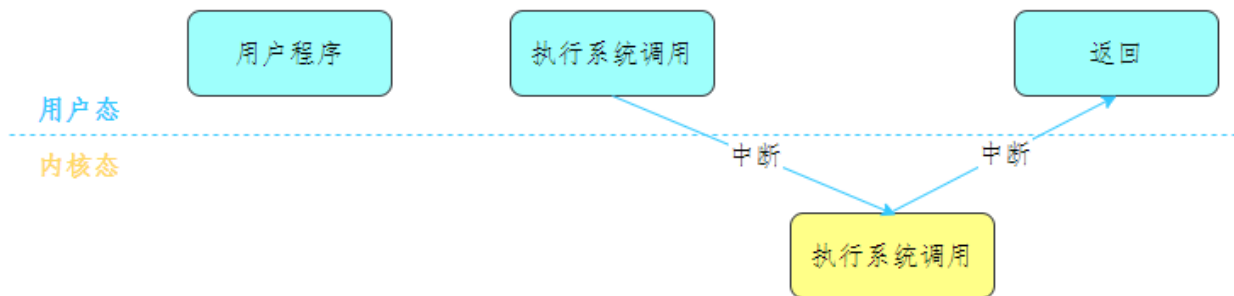 用户程序
执行系统调用
返回
用户态
内核态
中断
中断
执行系统调用